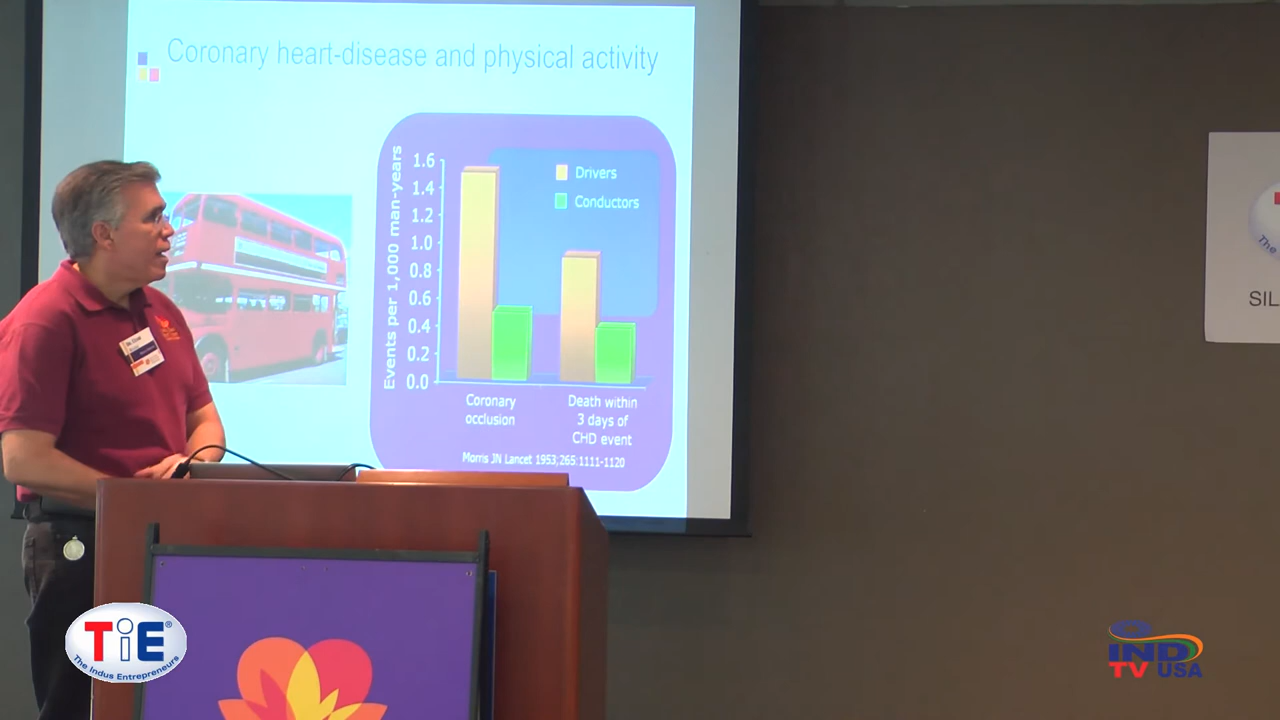 Coronary heart-disease and physical activity
Events per 1,000 man-years
1.6
1.4
1.2
1.0
0.8
0.6
0.4
0.2
0.0
Drivers
Conductors
Coronary
occlusion
Death within
3 days of
CHD event
Morris JN Lancet 1953;265:1111-1120
The
SIL
TiE®
The Indus Entrepreneurs
IND
TV USA